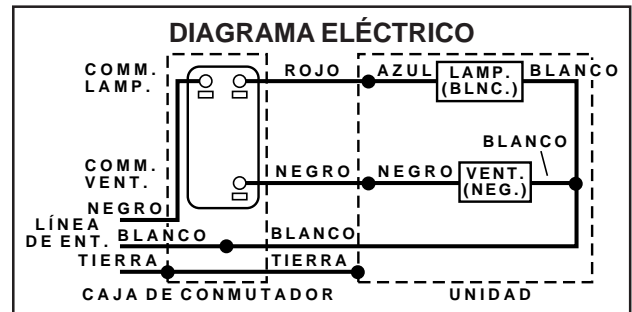 DIAGRAMA ELÉCTRICO
COMM. LAMP.
ROJO
AZUL
LAMP. (BLNC.)
BLANCO
BLANCO
COMM. VENT.
NEGRO
NEGRO
VENT. (NEG.)
NEGRO
LÍNEA DE ENT.
BLANCO
BLANCO
TIERRA
TIERRA
CAJA DE CONMUTADOR
UNIDAD